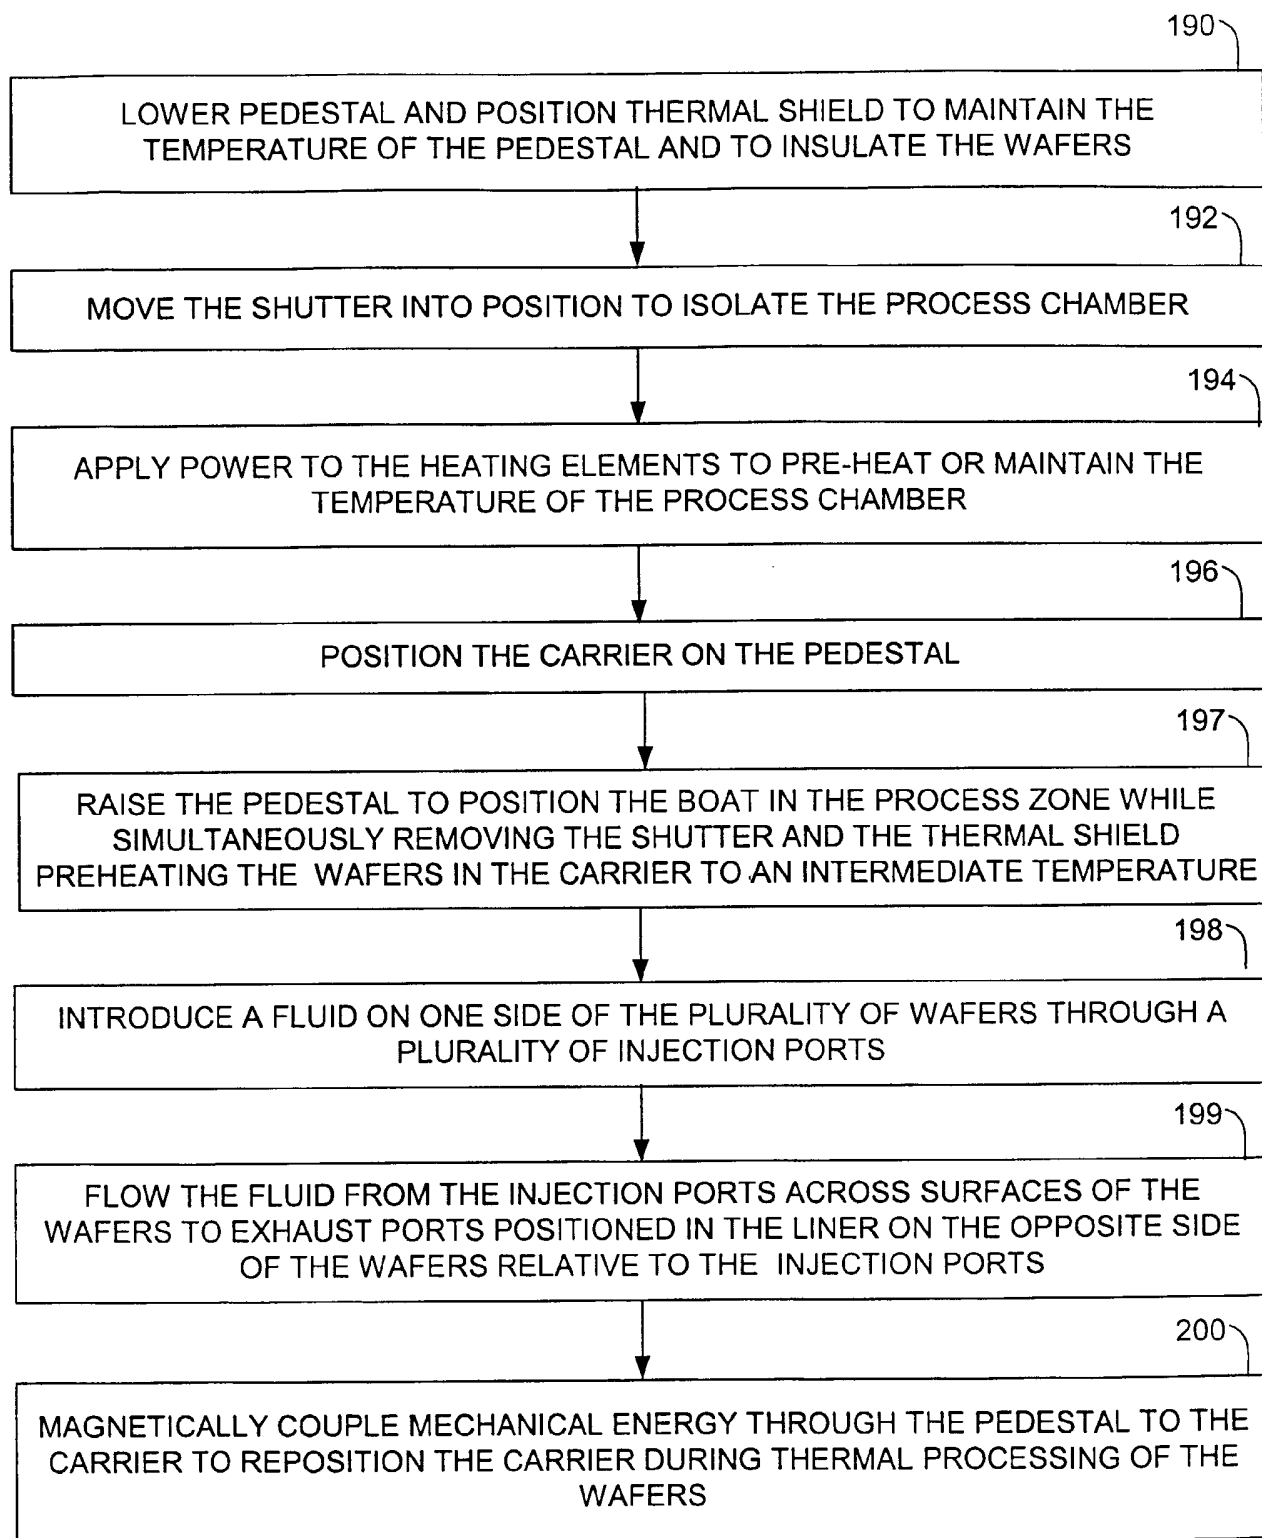 190
LOWER PEDESTAL AND POSITION THERMAL SHIELD TO MAINTAIN THE
TEMPERATURE OF THE PEDESTAL AND TO INSULATE THE WAFERS
192
MOVE THE SHUTTER INTO POSITION TO ISOLATE THE PROCESS CHAMBER
194
APPLY POWER TO THE HEATING ELEMENTS TO PRE-HEAT OR MAINTAIN THE
TEMPERATURE OF THE PROCESS CHAMBER
196
POSITION THE CARRIER ON THE PEDESTAL
197
RAISE THE PEDESTAL TO POSITION THE BOAT IN THE PROCESS ZONE WHILE
SIMULTANEOUSLY REMOVING THE SHUTTER AND THE THERMAL SHIELD
PREHEATING THE WAFERS IN THE CARRIER TO AN INTERMEDIATE TEMPERATURE
198
INTRODUCE A FLUID ON ONE SIDE OF THE PLURALITY OF WAFERS THROUGH A
PLURALITY OF INJECTION PORTS
199
FLOW THE FLUID FROM THE INJECTION PORTS ACROSS SURFACES OF THE
WAFERS TO EXHAUST PORTS POSITIONED IN THE LINER ON THE OPPOSITE SIDE
OF THE WAFERS RELATIVE TO THE INJECTION PORTS
200
MAGNETICALLY COUPLE MECHANICAL ENERGY THROUGH THE PEDESTAL TO THE
CARRIER TO REPOSITION THE CARRIER DURING THERMAL PROCESSING OF THE
WAFERS